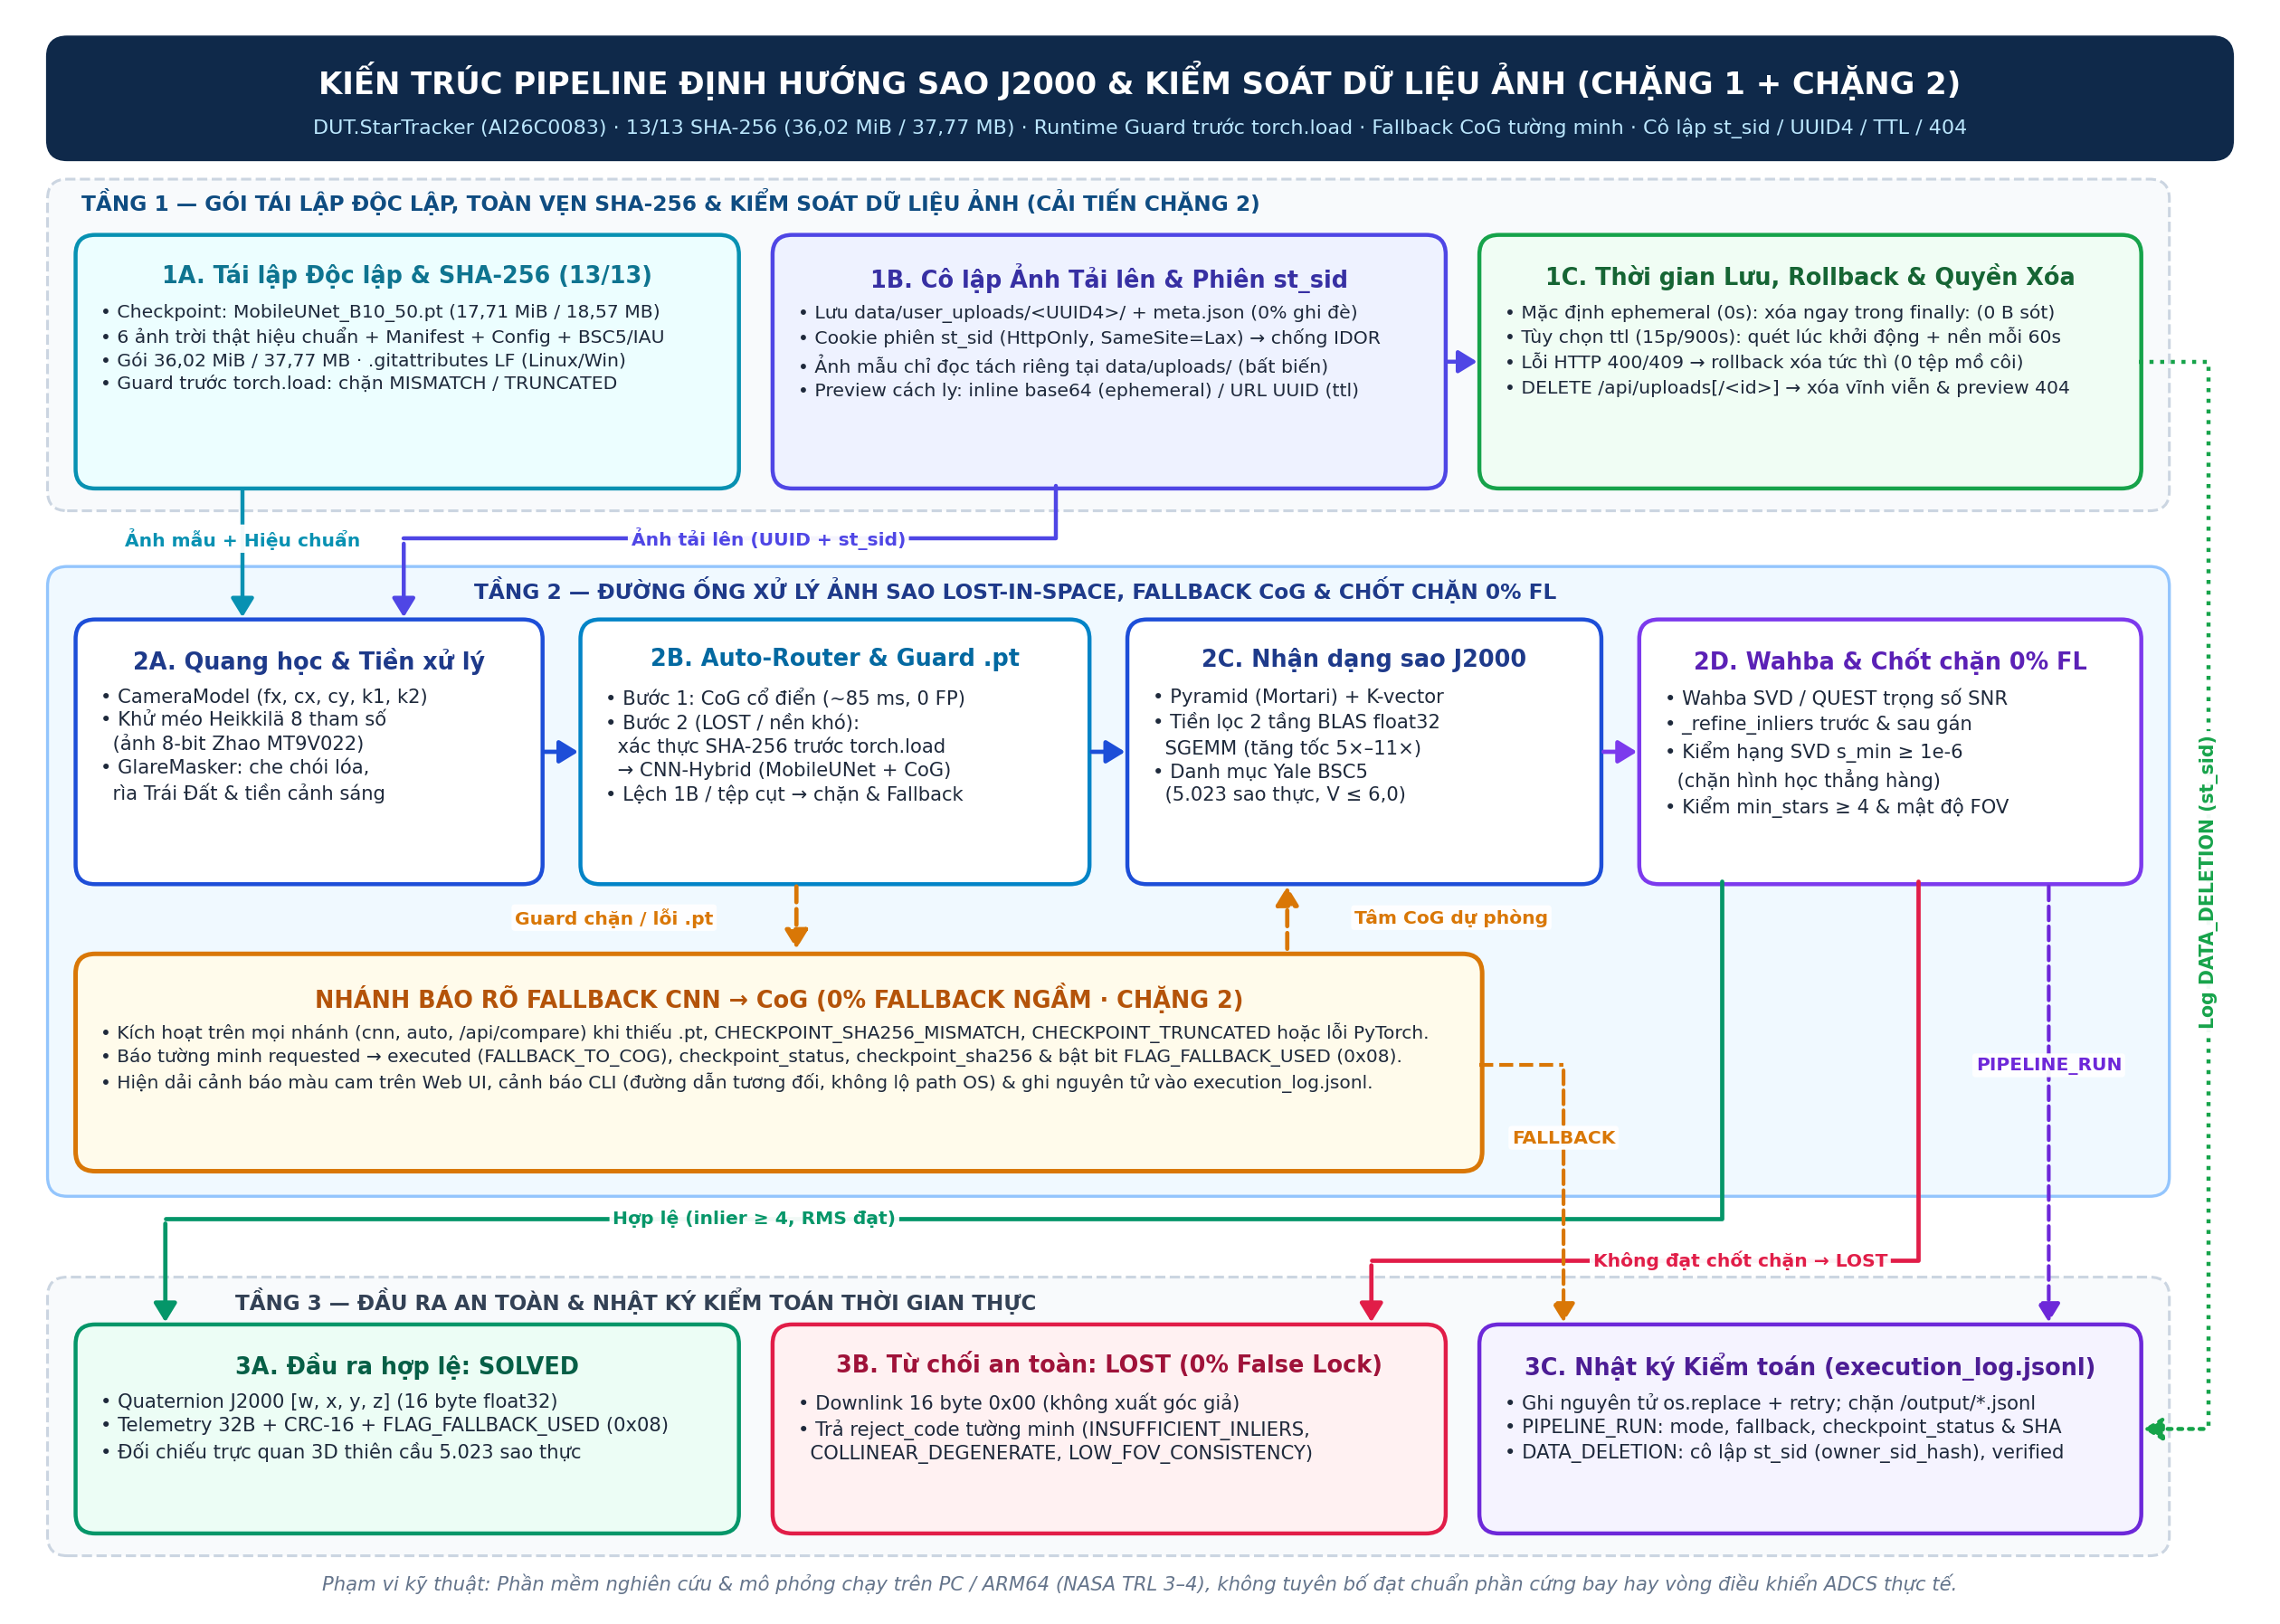 KIẾN TRÚC PIPELINE ĐỊNH HƯỚNG SAO J2000 & KIỂM SOÁT DỮ LIỆU ẢNH (CHẶNG 1 + CHẶNG 2)
DUT.StarTracker (AI26C0083) · 13/13 SHA-256 (36,02 MiB / 37,77 MB) · Runtime Guard trước torch.load · Fallback CoG tường minh · Cô lập st_sid / UUID4 / TTL / 404
TẦNG 1 — GÓI TÁI LẬP ĐỘC LẬP, TOÀN VẸN SHA-256 & KIỂM SOÁT DỮ LIỆU ẢNH (CẢI TIẾN CHẶNG 2)
1A. Tái lập Độc lập & SHA-256 (13/13)
• Checkpoint: MobileUNet_B10_50.pt (17,71 MiB / 18,57 MB)
• 6 ảnh trời thật hiệu chuẩn + Manifest + Config + BSC5/IAU
• Gói 36,02 MiB / 37,77 MB · .gitattributes LF (Linux/Win)
• Guard trước torch.load: chặn MISMATCH / TRUNCATED
1B. Cô lập Ảnh Tải lên & Phiên st_sid
• Lưu data/user_uploads/<UUID4>/ + meta.json (0% ghi đè)
• Cookie phiên st_sid (HttpOnly, SameSite=Lax) → chống IDOR
• Ảnh mẫu chỉ đọc tách riêng tại data/uploads/ (bất biến)
• Preview cách ly: inline base64 (ephemeral) / URL UUID (ttl)
1C. Thời gian Lưu, Rollback & Quyền Xóa
• Mặc định ephemeral (0s): xóa ngay trong finally: (0 B sót)
• Tùy chọn ttl (15p/900s): quét lúc khởi động + nền mỗi 60s
• Lỗi HTTP 400/409 → rollback xóa tức thì (0 tệp mồ côi)
• DELETE /api/uploads[/<id>] → xóa vĩnh viễn & preview 404
Ảnh mẫu + Hiệu chuẩn
Ảnh tải lên (UUID + st_sid)
TẦNG 2 — ĐƯỜNG ỐNG XỬ LÝ ẢNH SAO LOST-IN-SPACE, FALLBACK CoG & CHỐT CHẶN 0% FL
2A. Quang học & Tiền xử lý
• CameraModel (fx, cx, cy, k1, k2)
• Khử méo Heikkilä 8 tham số
(ảnh 8-bit Zhao MT9V022)
• GlareMasker: che chói lóa,
rìa Trái Đất & tiền cảnh sáng
2B. Auto-Router & Guard .pt
• Bước 1: CoG cổ điển (~85 ms, 0 FP)
• Bước 2 (LOST / nền khó):
xác thực SHA-256 trước torch.load
→ CNN-Hybrid (MobileUNet + CoG)
• Lệch 1B / tệp cụt → chặn & Fallback
2C. Nhận dạng sao J2000
• Pyramid (Mortari) + K-vector
• Tiền lọc 2 tầng BLAS float32
SGEMM (tăng tốc 5×–11×)
• Danh mục Yale BSC5
(5.023 sao thực, V ≤ 6,0)
2D. Wahba & Chốt chặn 0% FL
• Wahba SVD / QUEST trọng số SNR
• _refine_inliers trước & sau gán
• Kiểm hạng SVD s_min ≥ 1e-6
(chặn hình học thẳng hàng)
• Kiểm min_stars ≥ 4 & mật độ FOV
Log DATA_DELETION (st_sid)
Guard chặn / lỗi .pt
Tâm CoG dự phòng
NHÁNH BÁO RÕ FALLBACK CNN → CoG (0% FALLBACK NGẦM · CHẶNG 2)
• Kích hoạt trên mọi nhánh (cnn, auto, /api/compare) khi thiếu .pt, CHECKPOINT_SHA256_MISMATCH, CHECKPOINT_TRUNCATED hoặc lỗi PyTorch.
• Báo tường minh requested → executed (FALLBACK_TO_COG), checkpoint_status, checkpoint_sha256 & bật bit FLAG_FALLBACK_USED (0x08).
• Hiện dải cảnh báo màu cam trên Web UI, cảnh báo CLI (đường dẫn tương đối, không lộ path OS) & ghi nguyên tử vào execution_log.jsonl.
PIPELINE_RUN
FALLBACK
Hợp lệ (inlier ≥ 4, RMS đạt)
Không đạt chốt chặn → LOST
TẦNG 3 — ĐẦU RA AN TOÀN & NHẬT KÝ KIỂM TOÁN THỜI GIAN THỰC
3A. Đầu ra hợp lệ: SOLVED
• Quaternion J2000 [w, x, y, z] (16 byte float32)
• Telemetry 32B + CRC-16 + FLAG_FALLBACK_USED (0x08)
• Đối chiếu trực quan 3D thiên cầu 5.023 sao thực
3B. Từ chối an toàn: LOST (0% False Lock)
• Downlink 16 byte 0x00 (không xuất góc giả)
• Trả reject_code tường minh (INSUFFICIENT_INLIERS,
COLLINEAR_DEGENERATE, LOW_FOV_CONSISTENCY)
3C. Nhật ký Kiểm toán (execution_log.jsonl)
• Ghi nguyên tử os.replace + retry; chặn /output/*.jsonl
• PIPELINE_RUN: mode, fallback, checkpoint_status & SHA
• DATA_DELETION: cô lập st_sid (owner_sid_hash), verified
Phạm vi kỹ thuật: Phần mềm nghiên cứu & mô phỏng chạy trên PC / ARM64 (NASA TRL 3–4), không tuyên bố đạt chuẩn phần cứng bay hay vòng điều khiển ADCS thực tế.